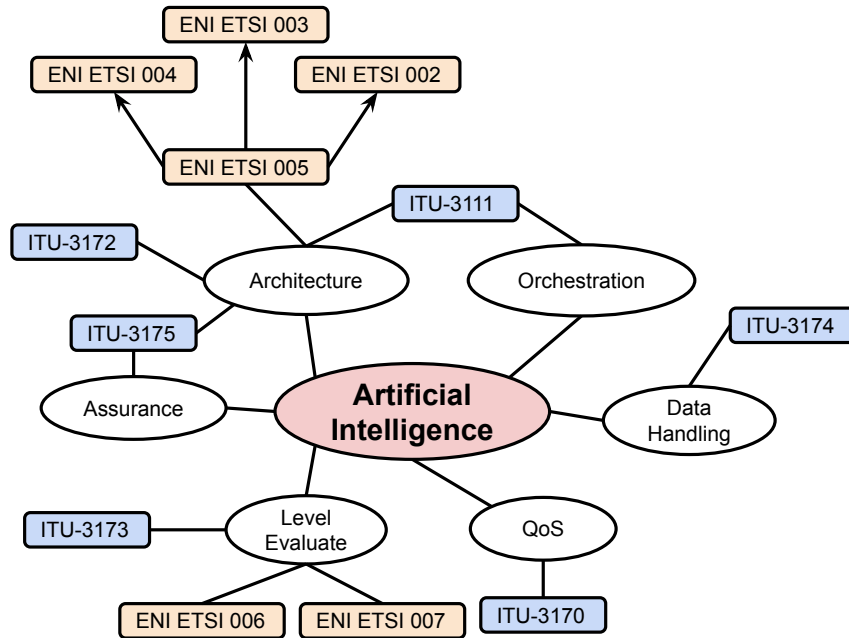 ENI ETSI 003
ENI ETSI 004
ENI ETSI 002
ENI ETSI 005
ITU-3111
ITU-3172
Architecture
Orchestration
ITU-3175
ITU-3174
Artificial
Intelligence
Assurance
Data
Handling
Level
Evaluate
QoS
ITU-3173
ENI ETSI 006
ENI ETSI 007
ITU-3170